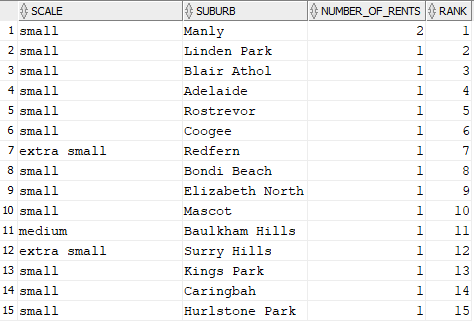 SCALE SUBURB NUMBER_OF_RENTS RANK
1 small Manly 2 1
2 small Linden Park 1 2
3 small Blair Athol 1 3
4 small Adelaide 1 4
5 small Rostrevor 1 5
6 small Coogee 1 6
7 extra small Redfern 1 7
8 small Bondi Beach 1 8
9 small Elizabeth North 1 9
10 small Mascot 1 10
11 medium Baulkham Hills 1 11
12 extra small Surry Hills 1 12
13 small Kings Park 1 13
14 small Caringbah 1 14
15 small Hurlstone Park 1 15